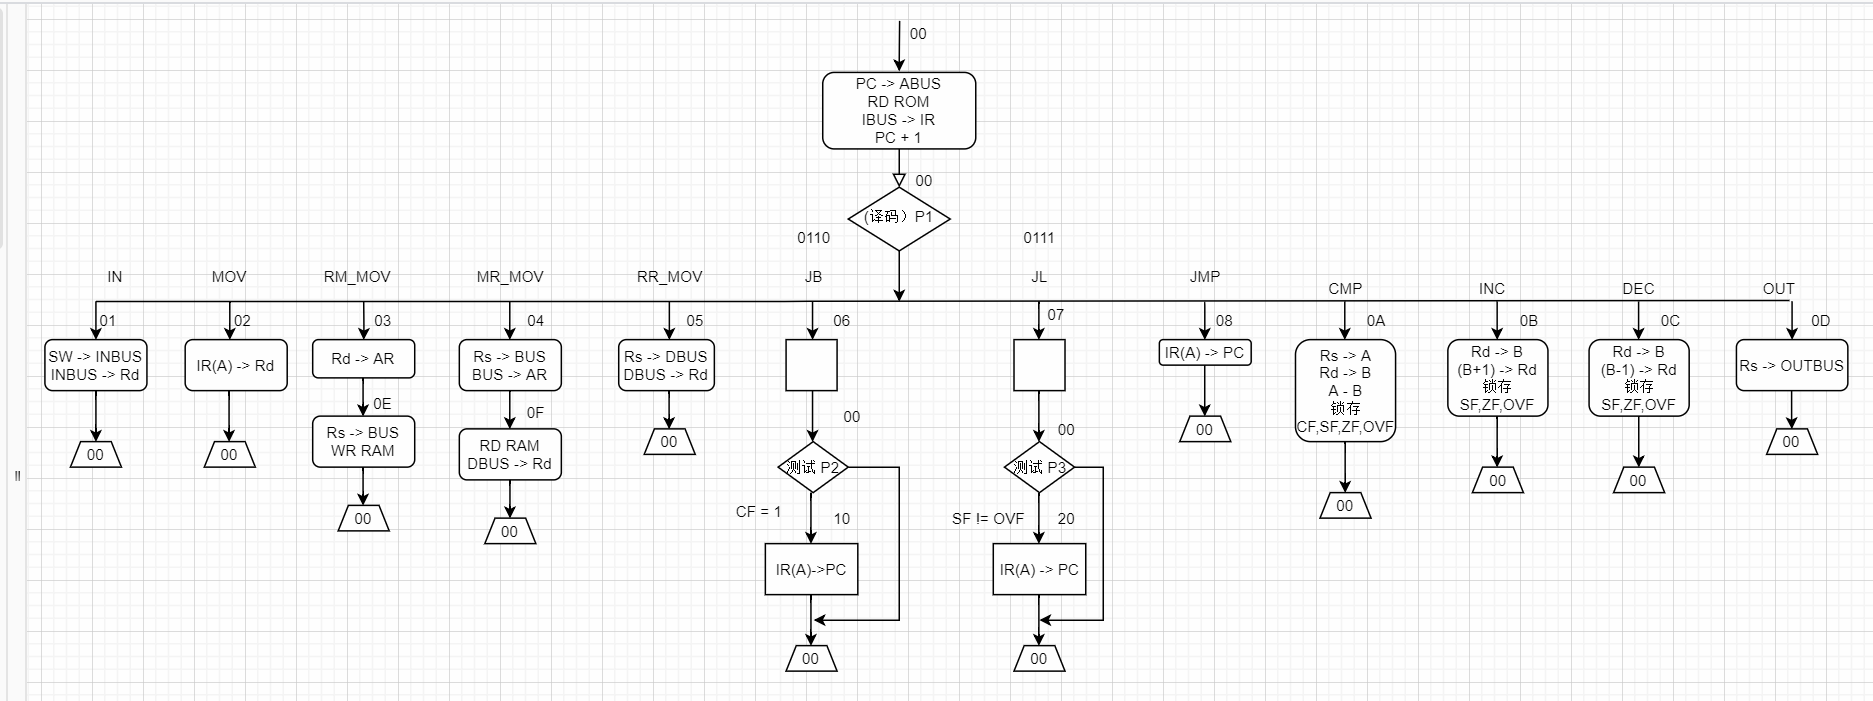 00
PC -> ABUS
RD ROM
IBUS -> IR
PC + 1
00
(译码）P1
0110
0111
IN
MOV
RM_MOV
MR_MOV
RR_MOV
JB
JL
JMP
CMP
INC
DEC
OUT
01
SW -> INBUS
INBUS -> Rd
00
02
IR(A) -> Rd
00
03
Rd -> AR
0E
Rs -> BUS
WR RAM
00
04
Rs -> BUS
BUS -> AR
0F
RD RAM
DBUS -> Rd
00
05
Rs -> DBUS
DBUS -> Rd
00
06
00
测试 P2
CF = 1
10
IR(A)->PC
00
07
00
测试 P3
SF != OVF
20
IR(A) -> PC
00
08
IR(A) -> PC
00
0A
Rs -> A
Rd -> B
A - B
锁存
CF,SF,ZF,OVF
00
0B
Rd -> B
(B+1) -> Rd
锁存
SF,ZF,OVF
00
0C
Rd -> B
(B-1) -> Rd
锁存
SF,ZF,OVF
00
0D
Rs -> OUTBUS
00